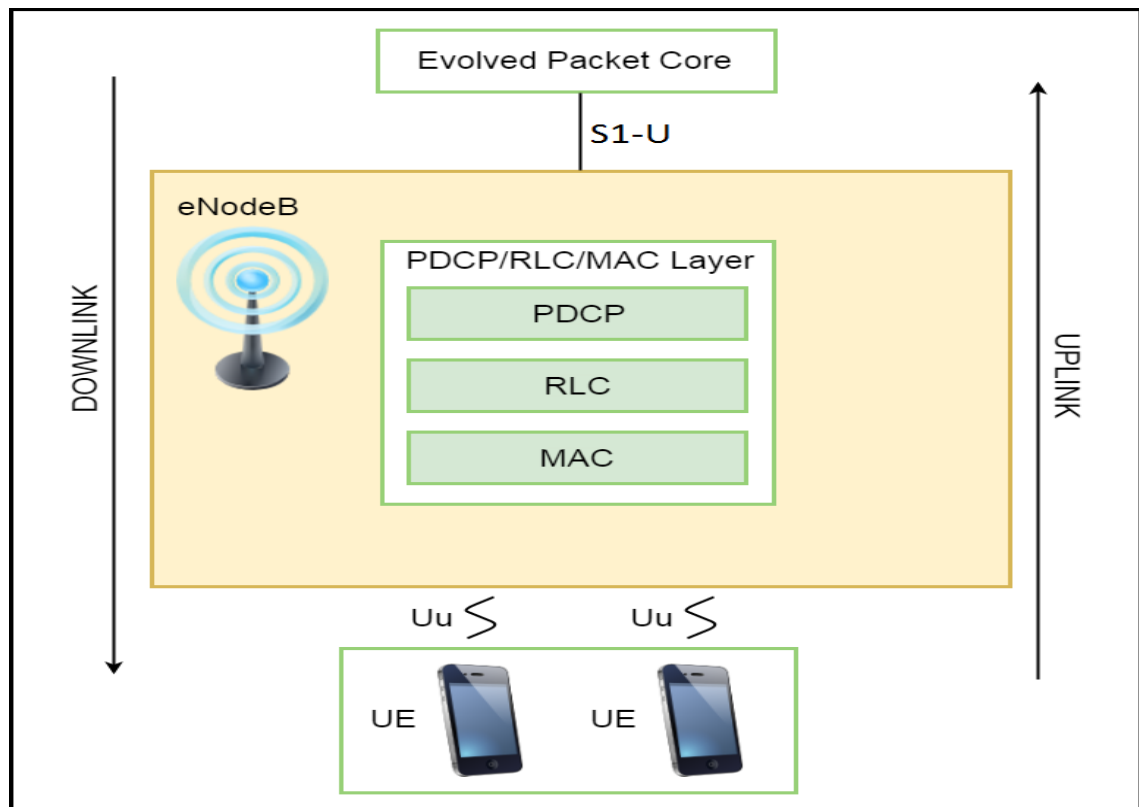 Evolved Packet Core
S1-U
eNodeB
PDCP/RLC/MAC Layer
PDCP
RLC
MAC
DOWNLINK
UPLINK
Uu
Uu
UE
UE